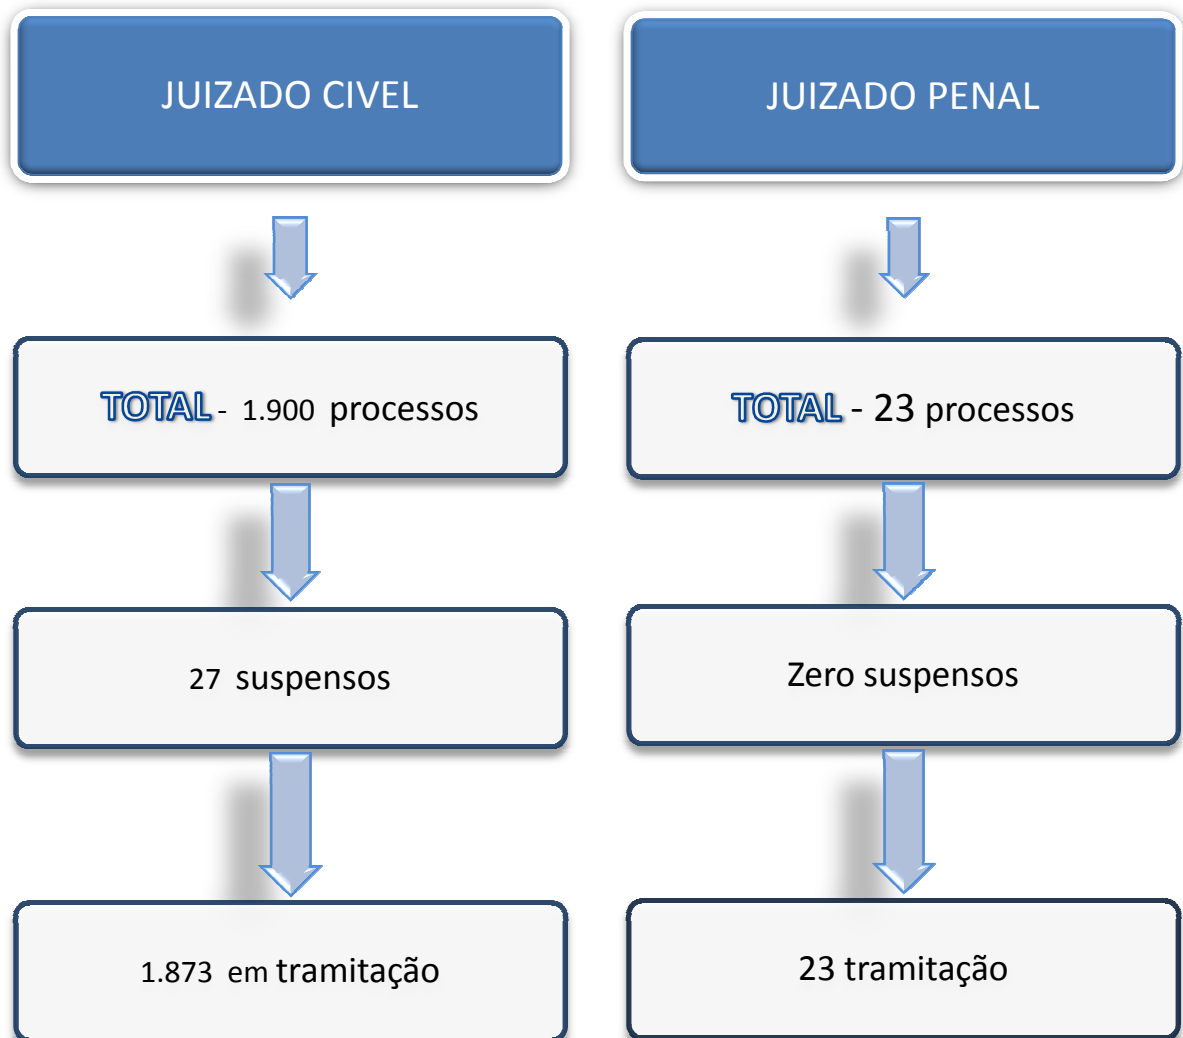 JUIZADO CIVEL
JUIZADO PENAL
TOTAL - 1.900 processos
TOTAL - 23 processos
27 suspensos
Zero suspensos
1.873 em tramitação
23 tramitação